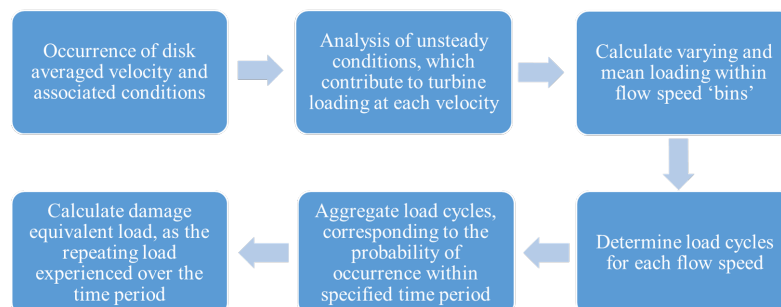 Occurrence of disk
averaged velocity and
associated conditions
Analysis of unsteady
conditions, which
contribute to turbine
loading at each velocity
Calculate varying and
mean loading within
flow speed ‘bins’
Determine load cycles
for each flow speed
Aggregate load cycles,
corresponding to the
probability of
occurrence within
specified time period
Calculate damage
equivalent load, as the
repeating load
experienced over the
time period